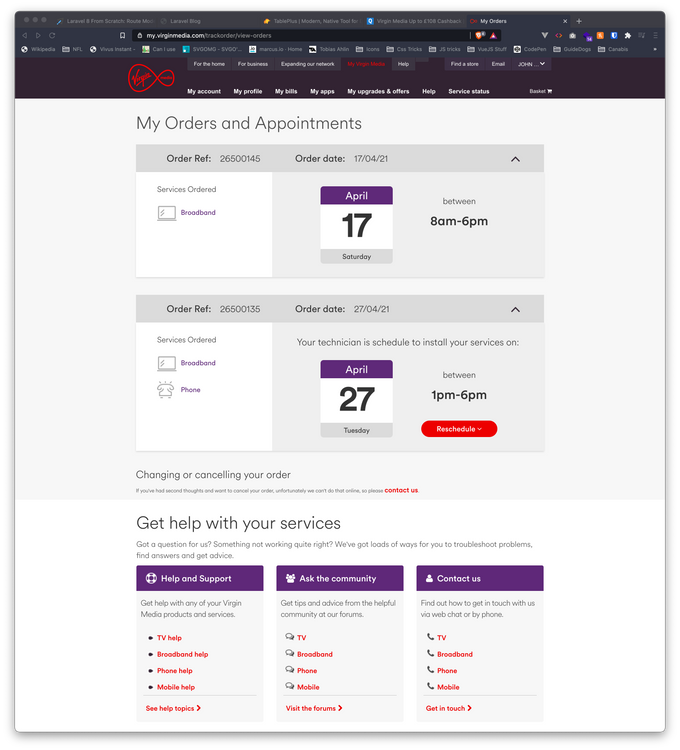 Laravel 8 From Scratch: Route Mo
Laravel Blog
TablePlus | Modern, Native Tool for
Virgin Media Up to £108 Cashback
My Orders
my.virginmedia.com/trackorder/view-orders
Wikipedia
NFL
Vivus Instant -
Can I use
SVGOMG - SVGO'...
marcus.io - Home
Tobias Ahlin
Icons
Css Tricks
JS tricks
VueJS Stuff
CodePen
GuideDogs
Canabix
For the home
For business
Expanding our network
My Virgin Media
Help
Find a store
Email
JOHN ...
Virgin media
My account
My profile
My bills
My apps
My upgrades & offers
Help
Service status
Basket
My Orders and Appointments
Order Ref: 26500145
Order date: 17/04/21
Services Ordered
Broadband
April
17
Saturday
between
8am-6pm
Order Ref: 26500135
Order date: 27/04/21
Services Ordered
Broadband
Phone
Your technician is schedule to install your services on:
April
27
Tuesday
between
1pm-6pm
Reschedule
Changing or cancelling your order
If you've had second thoughts and want to cancel your order, unfortunately we can't do that online, so please contact us
Get help with your services
Got a question for us? Something not working quite right? We've got loads of ways for you to troubleshoot problems,
find answers and get advice.
Help and Support
Get help with any of your Virgin
Media products and services.
TV help
Broadband help
Phone help
Mobile help
See help topics
Ask the community
Get tips and advice from the helpful
community at our forums.
TV
Broadband
Phone
Mobile
Visit the forums
Contact us
Find out how to get in touch with us
via web chat or by phone.
TV
Broadband
Phone
Mobile
Get in touch